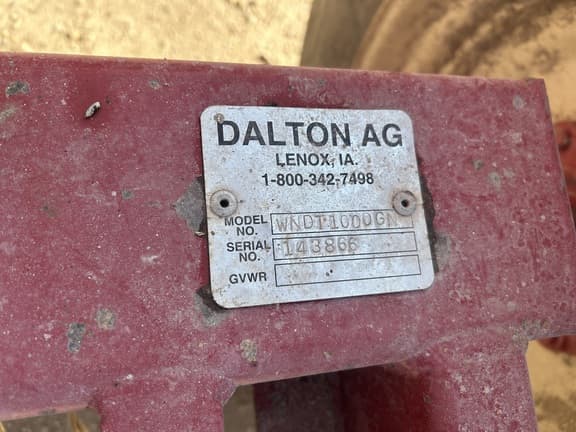 DALTON AG
LENOX, IA.
1-800-342-7498
MODEL NO. WNDT1000GN
SERIAL NO. 143866
GVWR